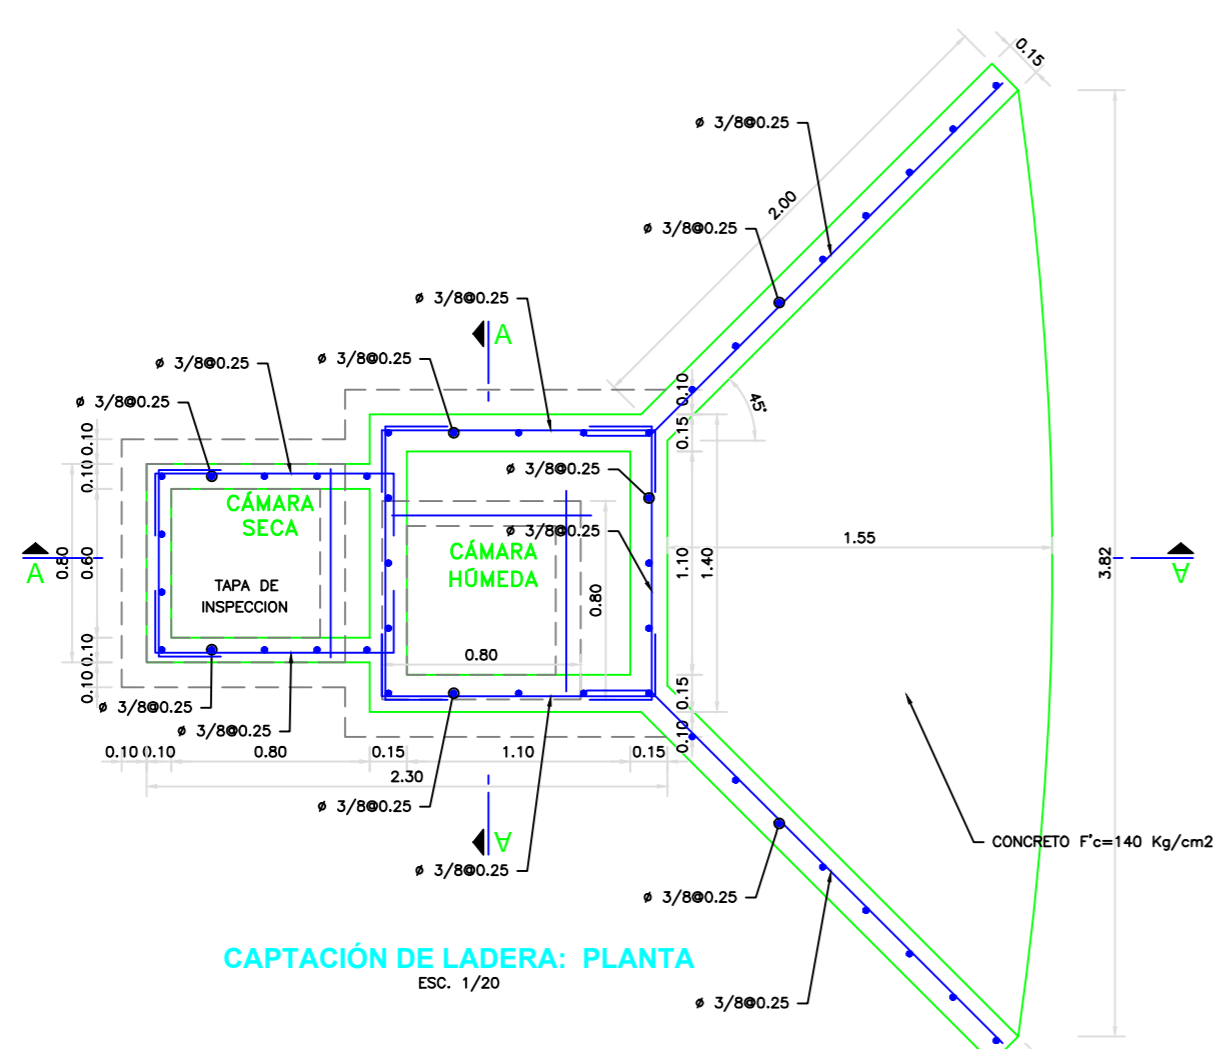 0.15
ø 3/8@0.25
2.00
ø 3/8@0.25
ø 3/8@0.25
A
ø 3/8@0.25
ø 3/8@0.25
ø 3/8@0.25
0.10
45°
0.15
0.10
0.10
ø 3/8@0.25
CÁMARA
SECA
ø 3/8@0.25
1.55
CÁMARA
HÚMEDA
A
0.80
0.60
1.10
1.40
3.82
A
TAPA DE
INSPECCION
0.80
0.80
0.10
0.10
0.15
0.10
ø 3/8@0.25
ø 3/8@0.25
0.10
0.10
0.80
0.15
1.10
0.15
2.30
ø 3/8@0.25
A
CONCRETO F'c=140 Kg/cm2
ø 3/8@0.25
ø 3/8@0.25
CAPTACIÓN DE LADERA: PLANTA
ESC. 1/20
ø 3/8@0.25